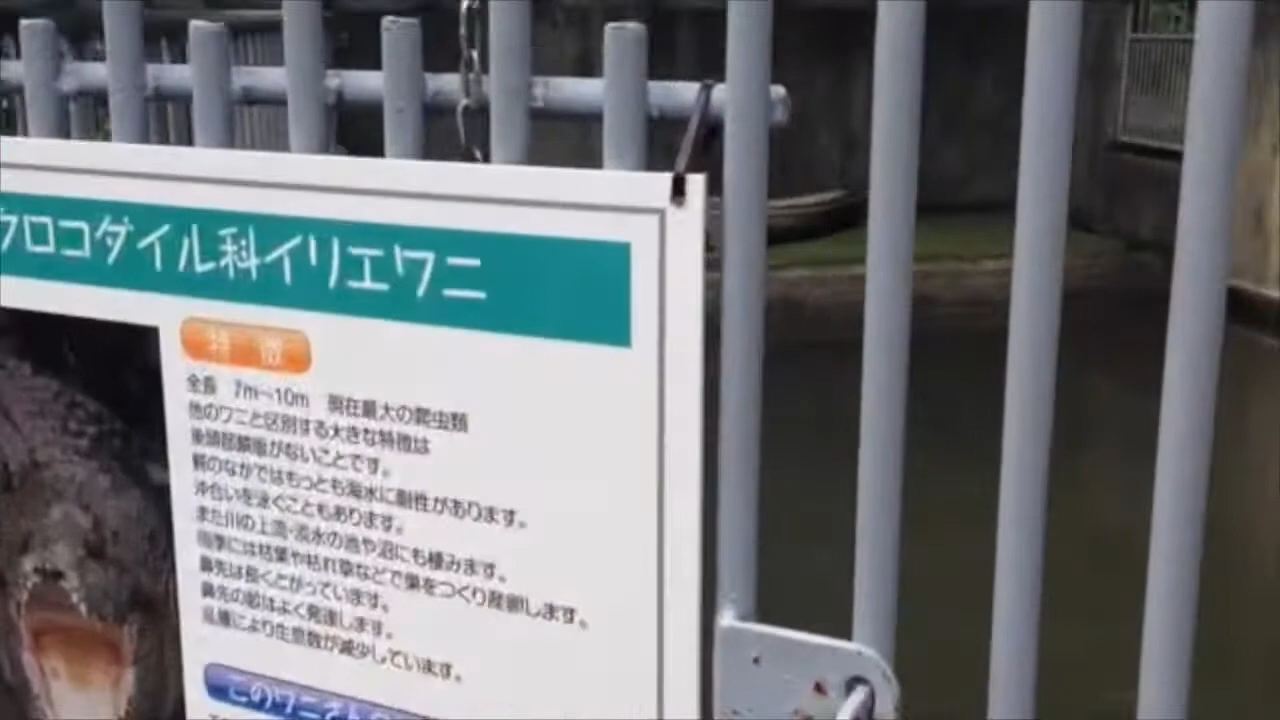 クロコダイル科イリエワニ
特 徴
全長 7m~10m 現在最大の爬虫類
他のワニと区別する大きな特徴は
後頭部鱗板がないことです。
鰐のなかではもっとも海水に耐性があります。
沖合いを泳ぐこともあります。
また川の上流・淡水の池や沼にも棲みます。
雨季には枯葉や枯れ草などで巣をつくり産卵します。
鼻先は長くとがっています。
鼻先の
はよく発達します。
により生息数が減少しています。
このワニ